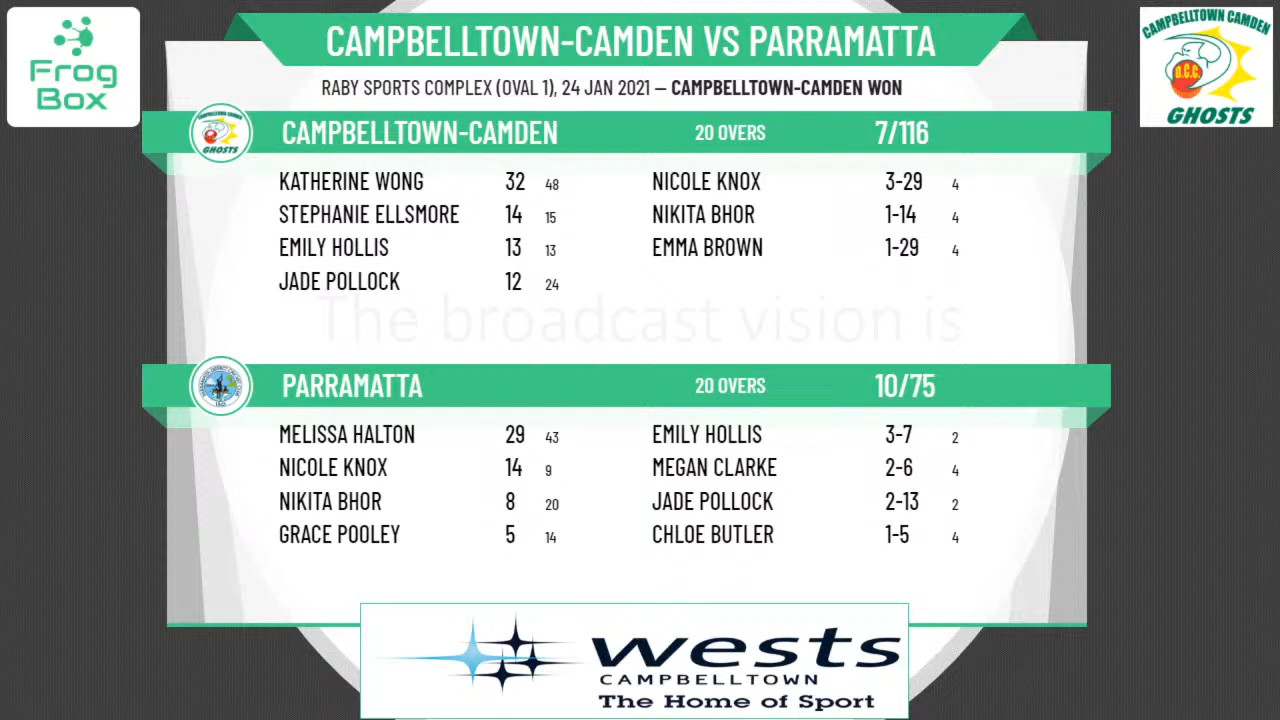 Frog
Box
CAMPBELLTOWN-CAMDEN VS PARRAMATTA
CAMPBELLTOWN CAMDEN
O.C.C.
GHOSTS
RABY SPORTS COMPLEX (OVAL 1), 24 JAN 2021 – CAMPBELLTOWN-CAMDEN WON
CAMPBELLTOWN CAMDEN
GHOSTS
CAMPBELLTOWN-CAMDEN 20 OVERS 7/116
KATHERINE WONG 32 48 NICOLE KNOX 3-29 4
STEPHANIE ELLSMORE 14 15 NIKITA BHOR 1-14 4
EMILY HOLLIS 13 13 EMMA BROWN 1-29 4
JADE POLLOCK 12 24
The broadcast vision is
PARRAMATTA 20 OVERS 10/75
MELISSA HALTON 29 43 EMILY HOLLIS 3-7 2
NICOLE KNOX 14 9 MEGAN CLARKE 2-6 4
NIKITA BHOR 8 20 JADE POLLOCK 2-13 2
GRACE POOLEY 5 14 CHLOE BUTLER 1-5 4
wests
CAMPBELLTOWN
The Home of Sport